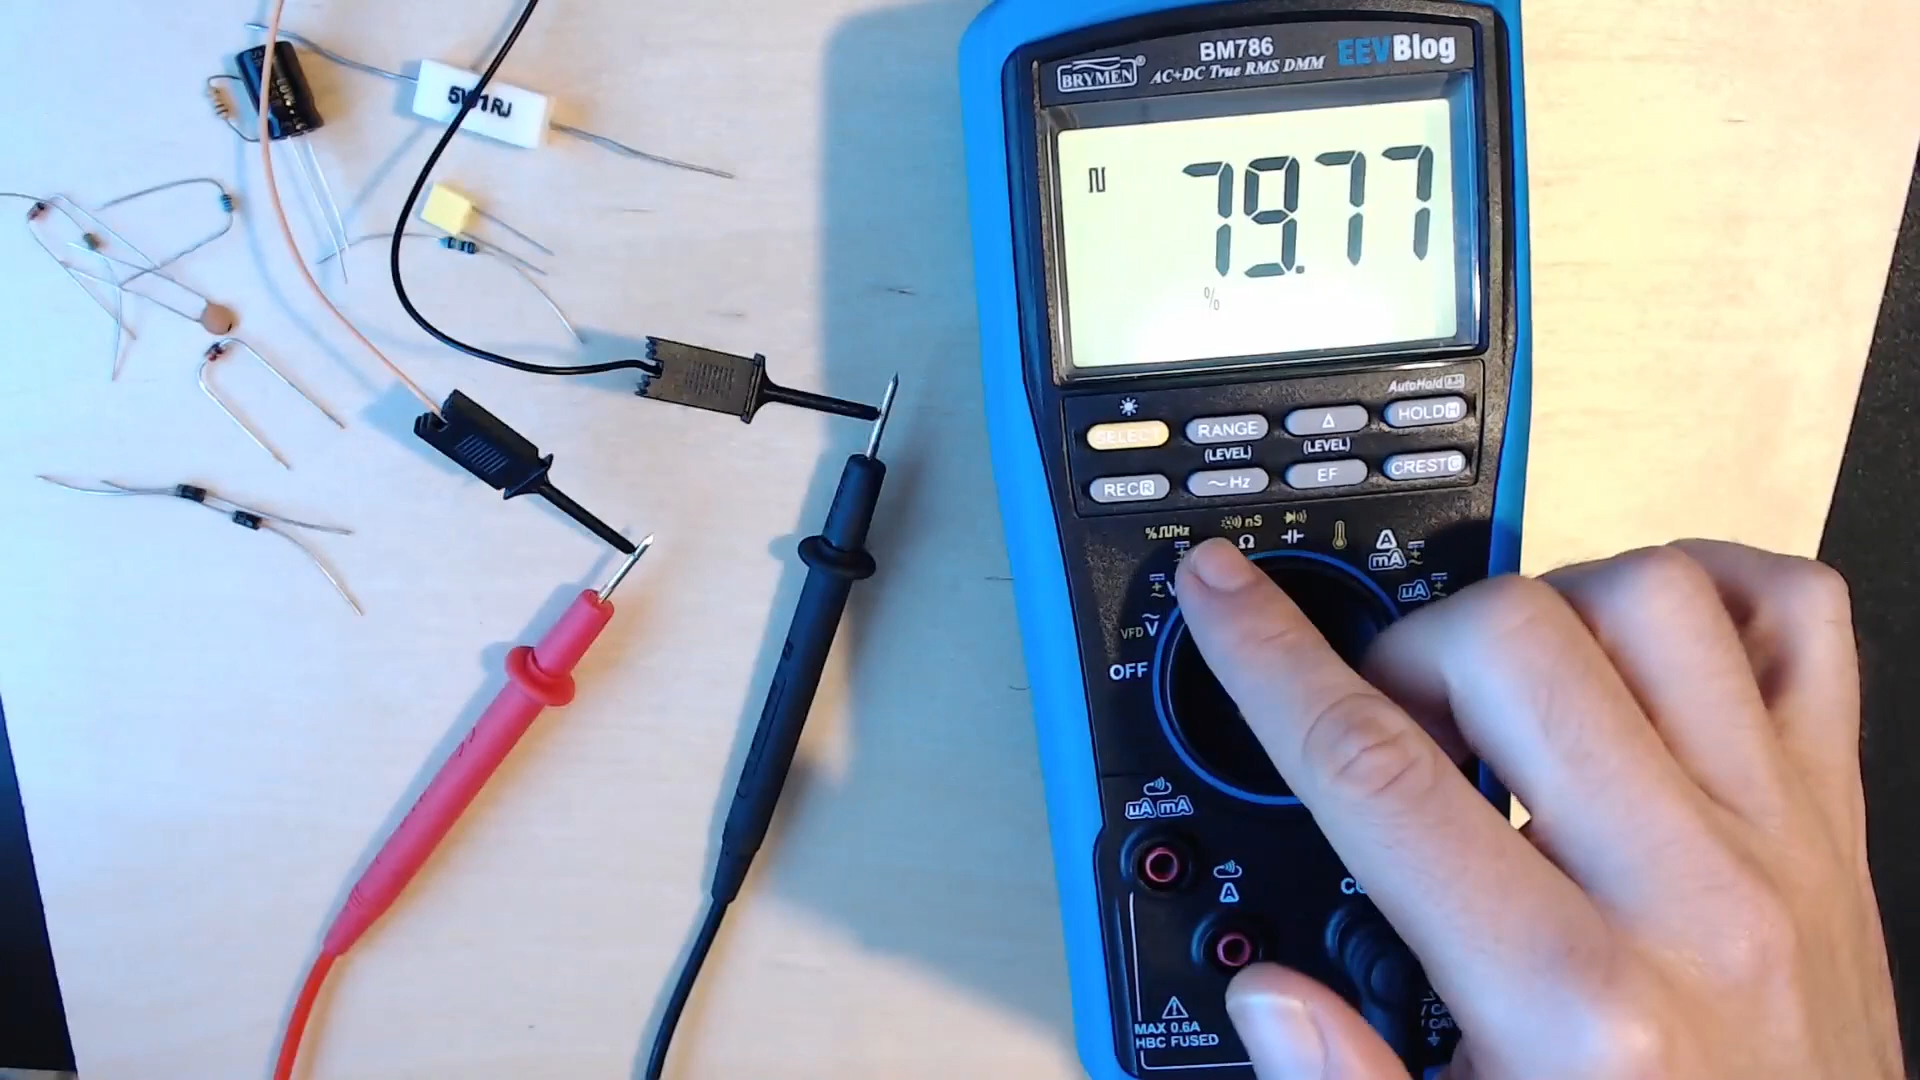 BM786
EEVBlog
BRYMEN®
AC+DC True RMS DMM
79.77
%
AutoHold
SELECT
RANGE
Δ
HOLD H
(LEVEL)
(LEVEL)
REC R
~ Hz
EF
CREST C
% Hz
nS
Ω
A
mA
µA
VFD V
OFF
µA mA
A
MAX 0.6A
HBC FUSED
5W1RJ